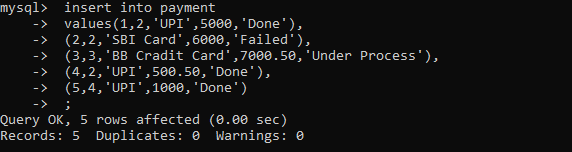 mysql>  insert into payment
    ->  values(1,2,'UPI',5000,'Done'),
    ->  (2,2,'SBI Card',6000,'Failed'),
    ->  (3,3,'BB Cradit Card',7000.50,'Under Process'),
    ->  (4,2,'UPI',500.50,'Done'),
    ->  (5,4,'UPI',1000,'Done')
    ->  ;
Query OK, 5 rows affected (0.00 sec)
Records: 5  Duplicates: 0  Warnings: 0